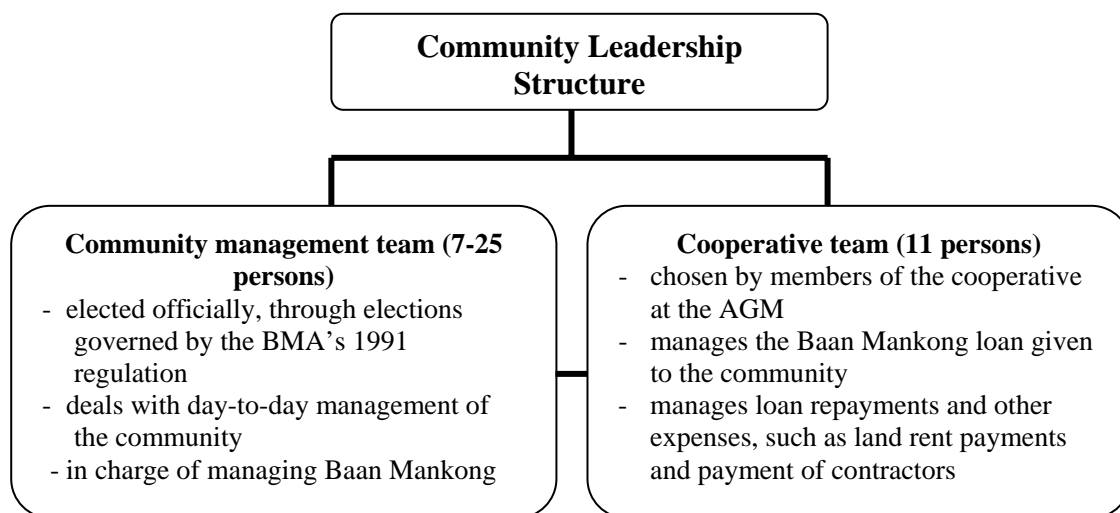 Community Leadership
Structure
Community management team (7-25
persons)
- elected officially, through elections
governed by the BMA's 1991
regulation
- deals with day-to-day management of
the community
- in charge of managing Baan Mankong
Cooperative team (11 persons)
- chosen by members of the cooperative
at the AGM
- manages the Baan Mankong loan given
to the community
- manages loan repayments and other
expenses, such as land rent payments
and payment of contractors